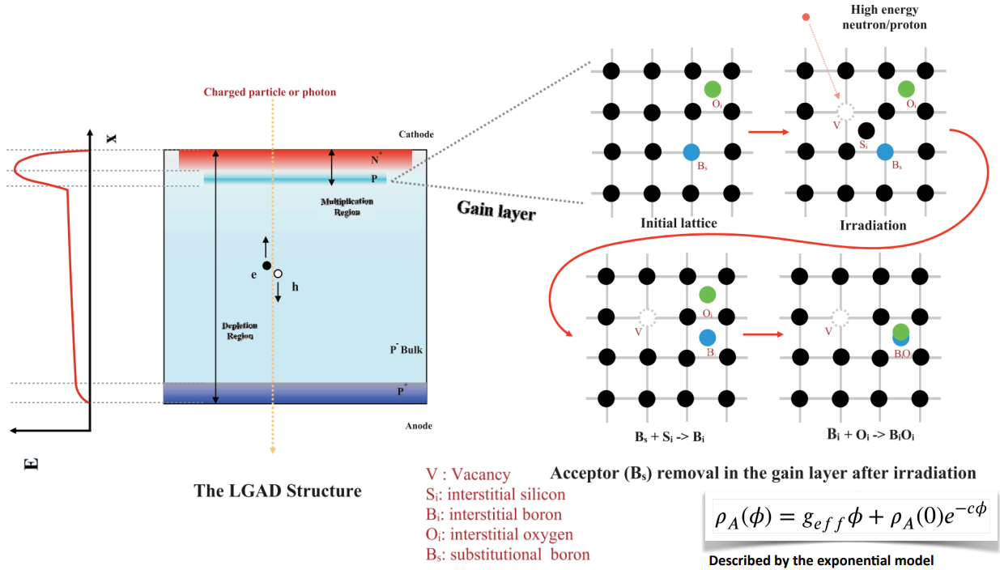 Charged particle or photon
x
Cathode
N+
P
Multiplication
Region
e
h
Depletion
Region
P- Bulk
P+
Anode
E
The LGAD Structure
Gain layer
High energy
neutron/proton
Oi
Bs
Initial lattice
Oi
V
Si
Bs
Irradiation
Oi
V
Bi
Bs + Si -> Bi
V
BiOi
Bi + Oi -> BiOi
V : Vacancy
Si: interstitial silicon
Bi: interstitial boron
Oi: interstitial oxygen
Bs: substitutional boron
Acceptor (Bs) removal in the gain layer after irradiation
ρA(ϕ) = geffϕ + ρA(0)e−cϕ
Described by the exponential model